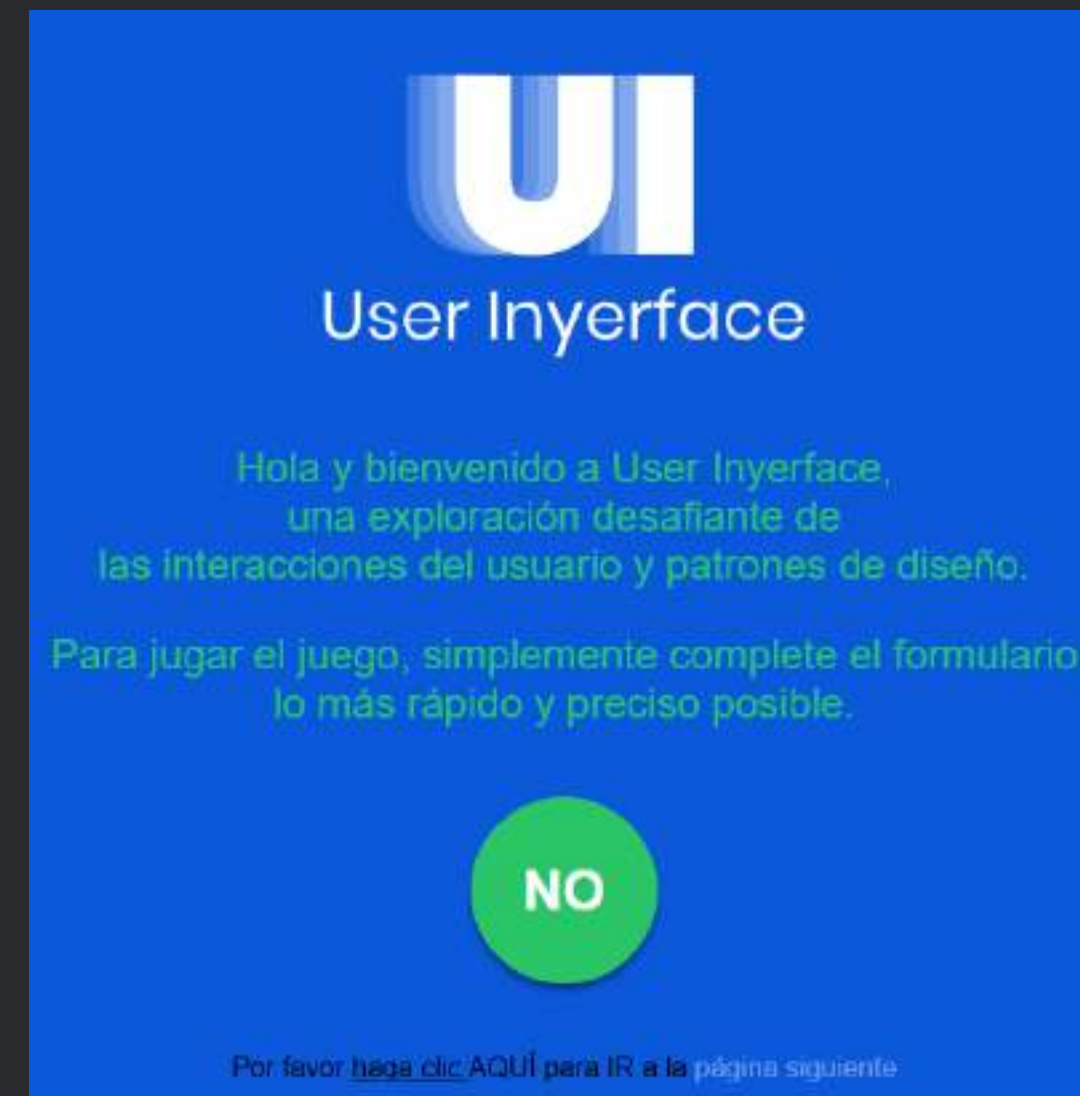 UI
User Inyerface
Hola y bienvenido a User Inyerface,
una exploración desafiante de
las interacciones del usuario y patrones de diseño.
Para jugar el juego, simplemente complete el formulario
lo más rápido y preciso posible.
NO
Por favor haga clic AQUÍ para IR a la página siguiente